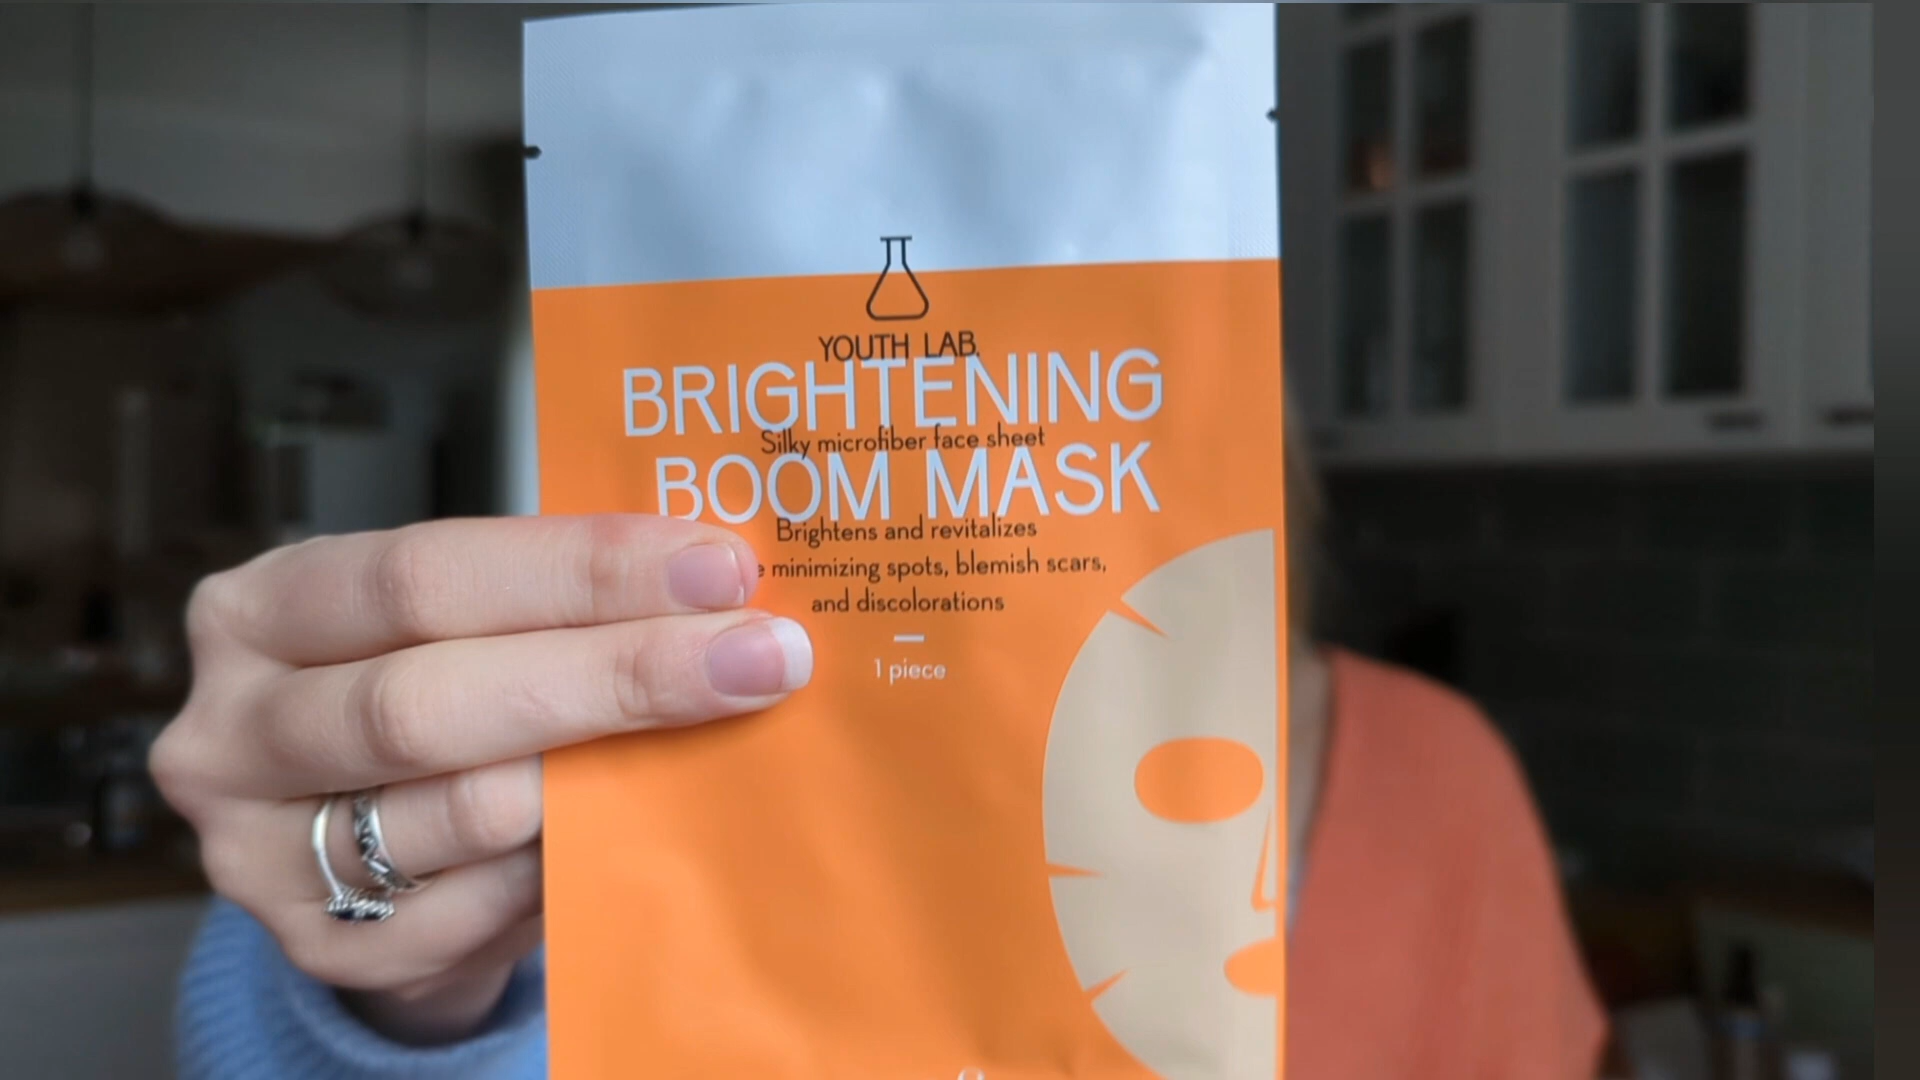 YOUTH LAB.
BRIGHTENING
Silky microfiber face sheet
BOOM MASK
Brightens and revitalizes
minimizing spots, blemish scars,
and discolorations
1 piece